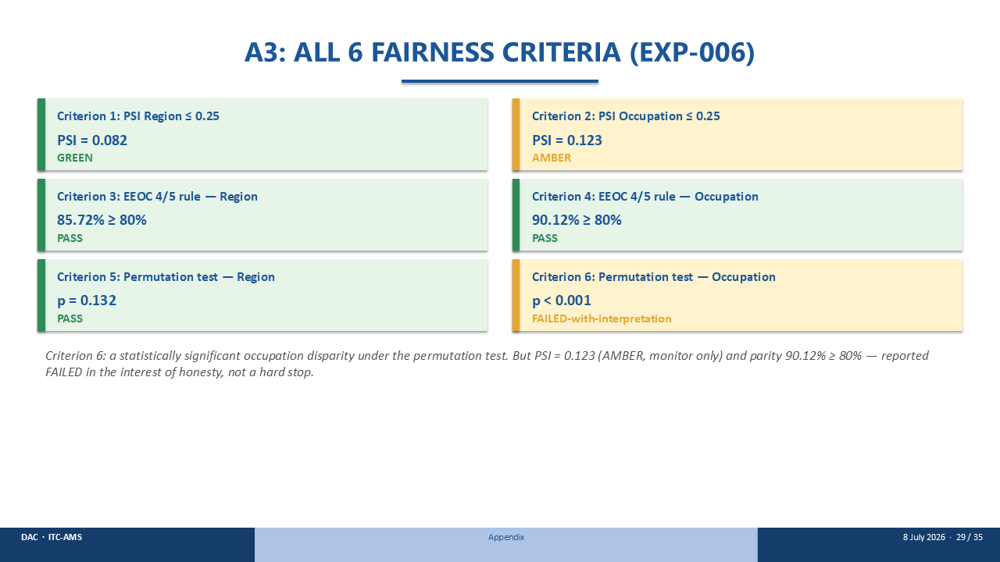 A3: ALL 6 FAIRNESS CRITERIA (EXP-006)
Criterion 1: PSI Region ≤ 0.25
PSI = 0.082
GREEN
Criterion 2: PSI Occupation ≤ 0.25
PSI = 0.123
AMBER
Criterion 3: EEOC 4/5 rule — Region
85.72% ≥ 80%
PASS
Criterion 4: EEOC 4/5 rule — Occupation
90.12% ≥ 80%
PASS
Criterion 5: Permutation test — Region
p = 0.132
PASS
Criterion 6: Permutation test — Occupation
p < 0.001
FAILED-with-interpretation
Criterion 6: a statistically significant occupation disparity under the permutation test. But PSI = 0.123 (AMBER, monitor only) and parity 90.12% ≥ 80% — reported
FAILED in the interest of honesty, not a hard stop.
DAC · ITC-AMS
Appendix
8 July 2026 · 29 / 35